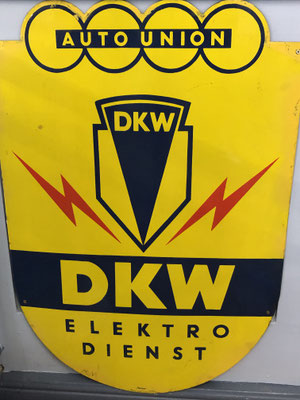 AUTO UNION
DKW
DKW
ELEKTRO
DIENST